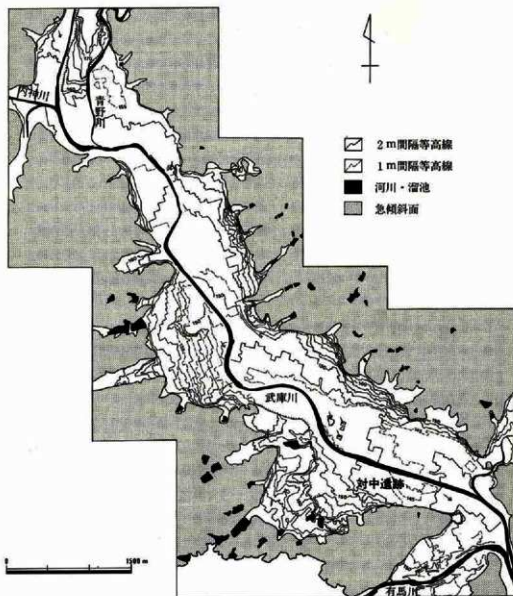 内神川
青野川
2m間隔等高線
1m間隔等高線
河川・溜池
急傾斜面
武庫川
対中遺跡
有馬川
0 1500m